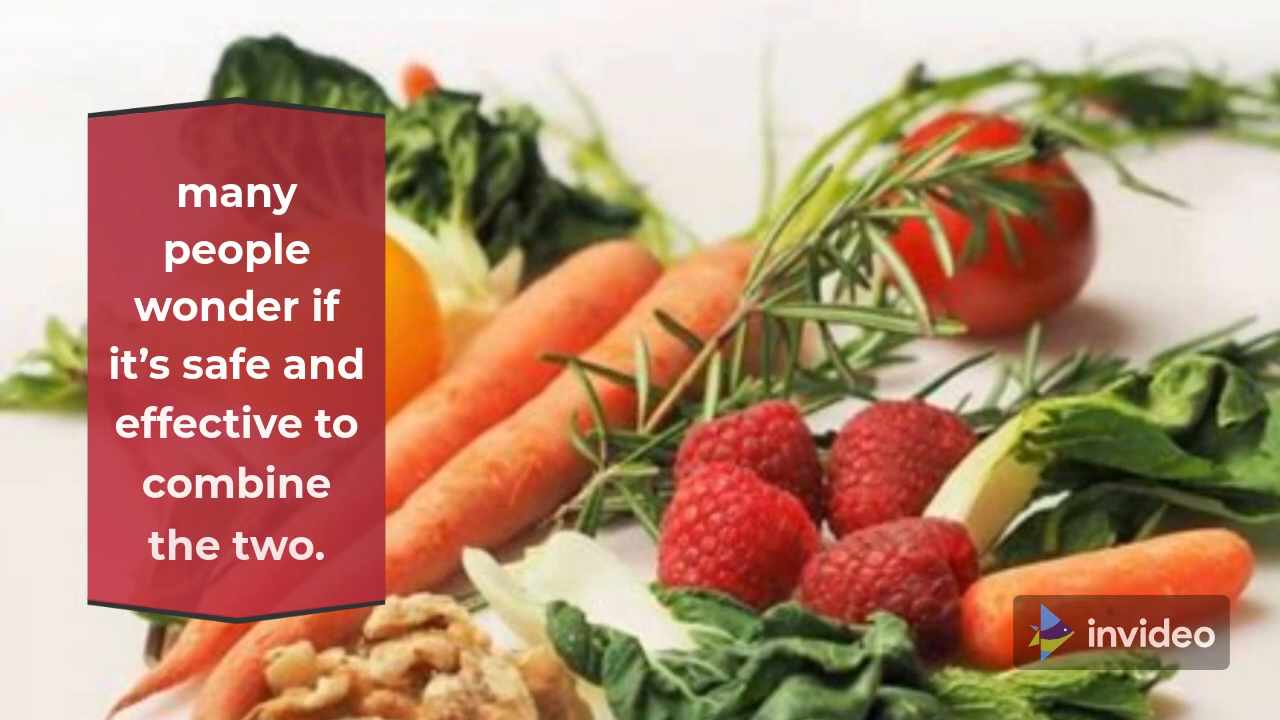 many
people
wonder if
it’s safe and
effective to
combine
the two.
invideo